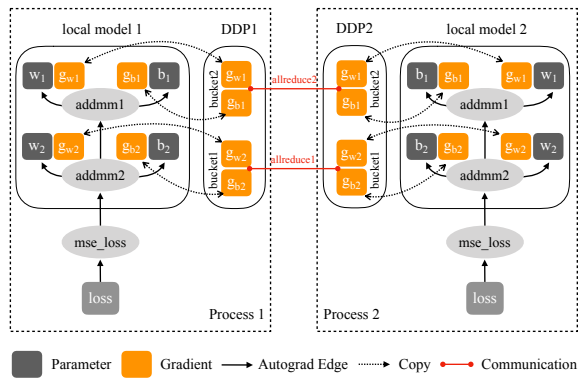 local model 1
DDP1
DDP2
local model 2
w1 gw1 gb1 b1
addmm1
w2 gw2 gb2 b2
addmm2
mse_loss
loss
Process 1
gw1
gb1
bucket2
gw2
gb2
bucket1
allreduce2
allreduce1
gw1
gb1
bucket2
gw2
gb2
bucket1
b1 gb1 gw1 w1
addmm1
b2 gb2 gw2 w2
addmm2
mse_loss
loss
Process 2
Parameter
Gradient
Autograd Edge
Copy
Communication